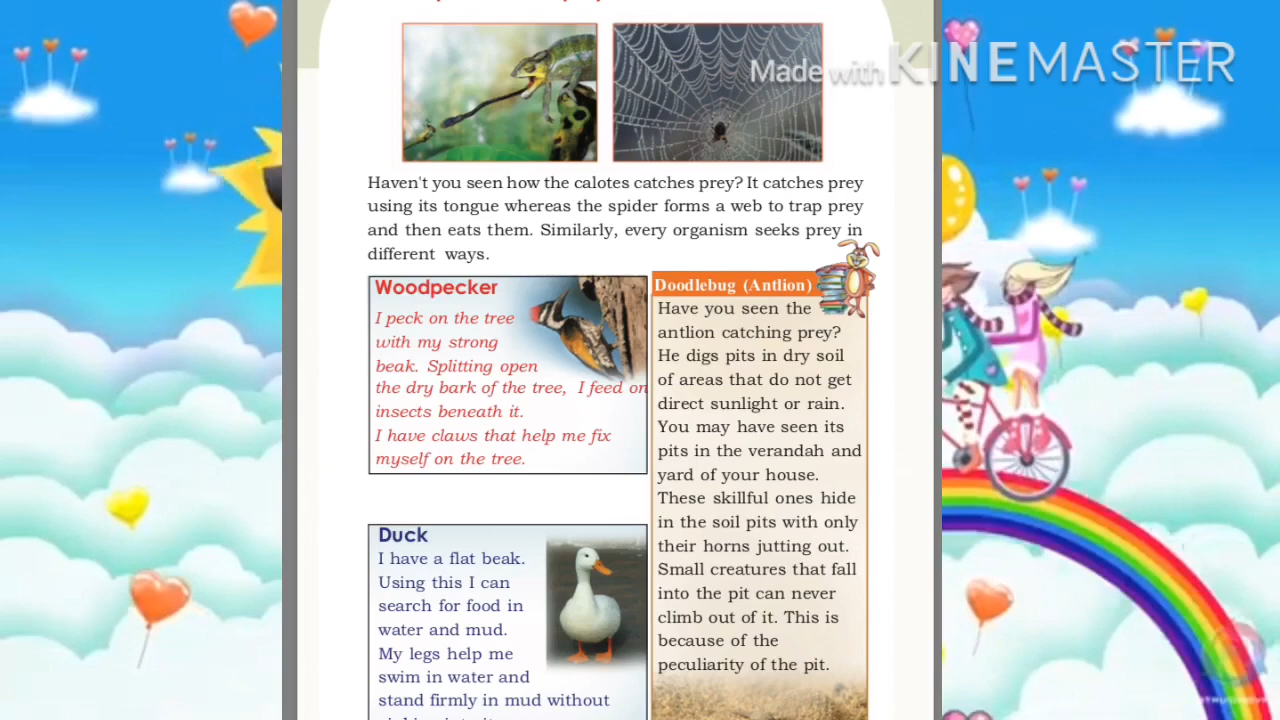 Made with KINEMASTER
Haven't you seen how the calotes catches prey? It catches prey
using its tongue whereas the spider forms a web to trap prey
and then eats them. Similarly, every organism seeks prey in
different ways.
Woodpecker
I peck on the tree
with my strong
beak. Splitting open
the dry bark of the tree, I feed on
insects beneath it.
I have claws that help me fix
myself on the tree.
Duck
I have a flat beak.
Using this I can
search for food in
water and mud.
My legs help me
swim in water and
stand firmly in mud without
Doodlebug (Antlion)
Have you seen the
antlion catching prey?
He digs pits in dry soil
of areas that do not get
direct sunlight or rain.
You may have seen its
pits in the verandah and
yard of your house.
These skillful ones hide
in the soil pits with only
their horns jutting out.
Small creatures that fall
into the pit can never
climb out of it. This is
because of the
peculiarity of the pit.